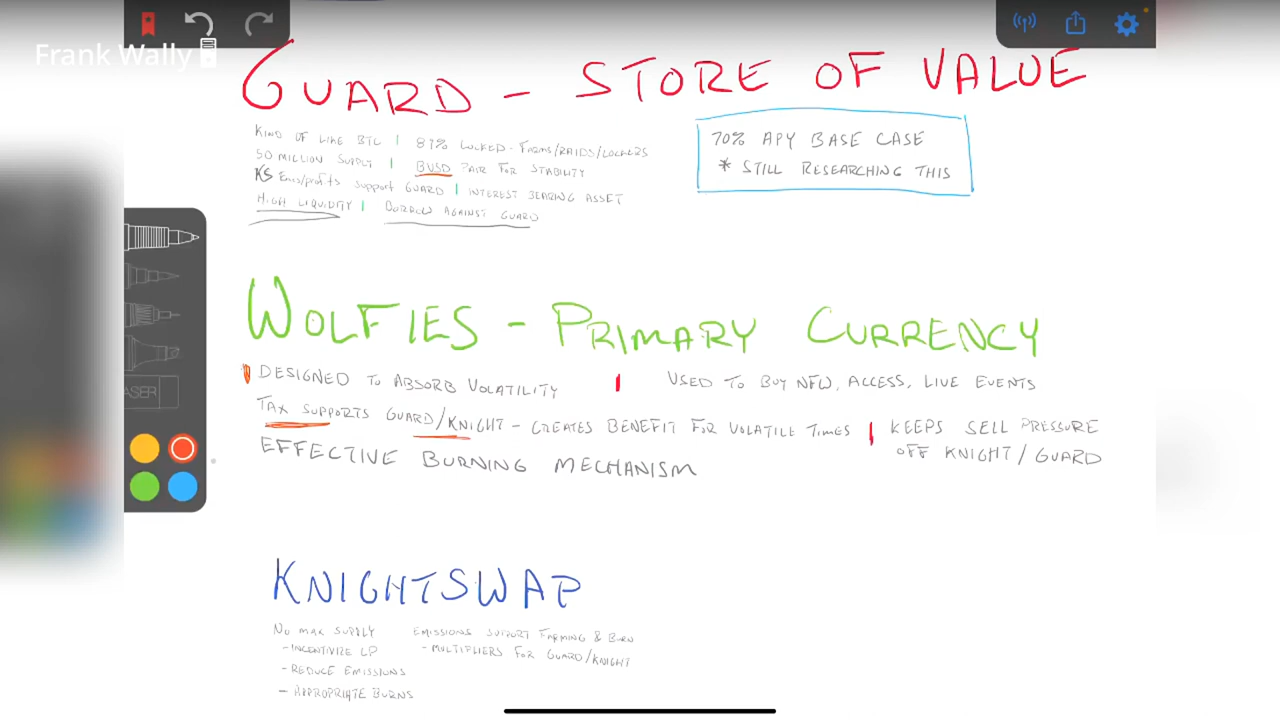 Frank Wally
GUARD - STORE OF VALUE
KIND OF LIKE BTC | 87% LOCKED - FARMS/RAIDS/LOCKERS
50 MILLION SUPPLY | BUSD PAIR FOR STABILITY
KS Emis/profits support GUARD | INTEREST BEARING ASSET
HIGH LIQUIDITY | BORROW AGAINST GUARD
70% APY BASE CASE
* STILL RESEARCHING THIS
WOLFIES - PRIMARY CURRENCY
DESIGNED TO ABSORB VOLATILITY | USED TO BUY NFW, ACCESS, LIVE EVENTS
TAX SUPPORTS GUARD/KNIGHT - CREATES BENEFIT FOR VOLATILE TIMES | KEEPS SELL PRESSURE
OFF KNIGHT/GUARD
EFFECTIVE BURNING MECHANISM
ERASER
KNIGHTSWAP
NO MAX SUPPLY EMISSIONS SUPPORT FARMING & BURN
- INCENTIVIZE LP - MULTIPLIERS FOR GUARD/KNIGHT
- REDUCE EMISSIONS
- APPROPRIATE BURNS